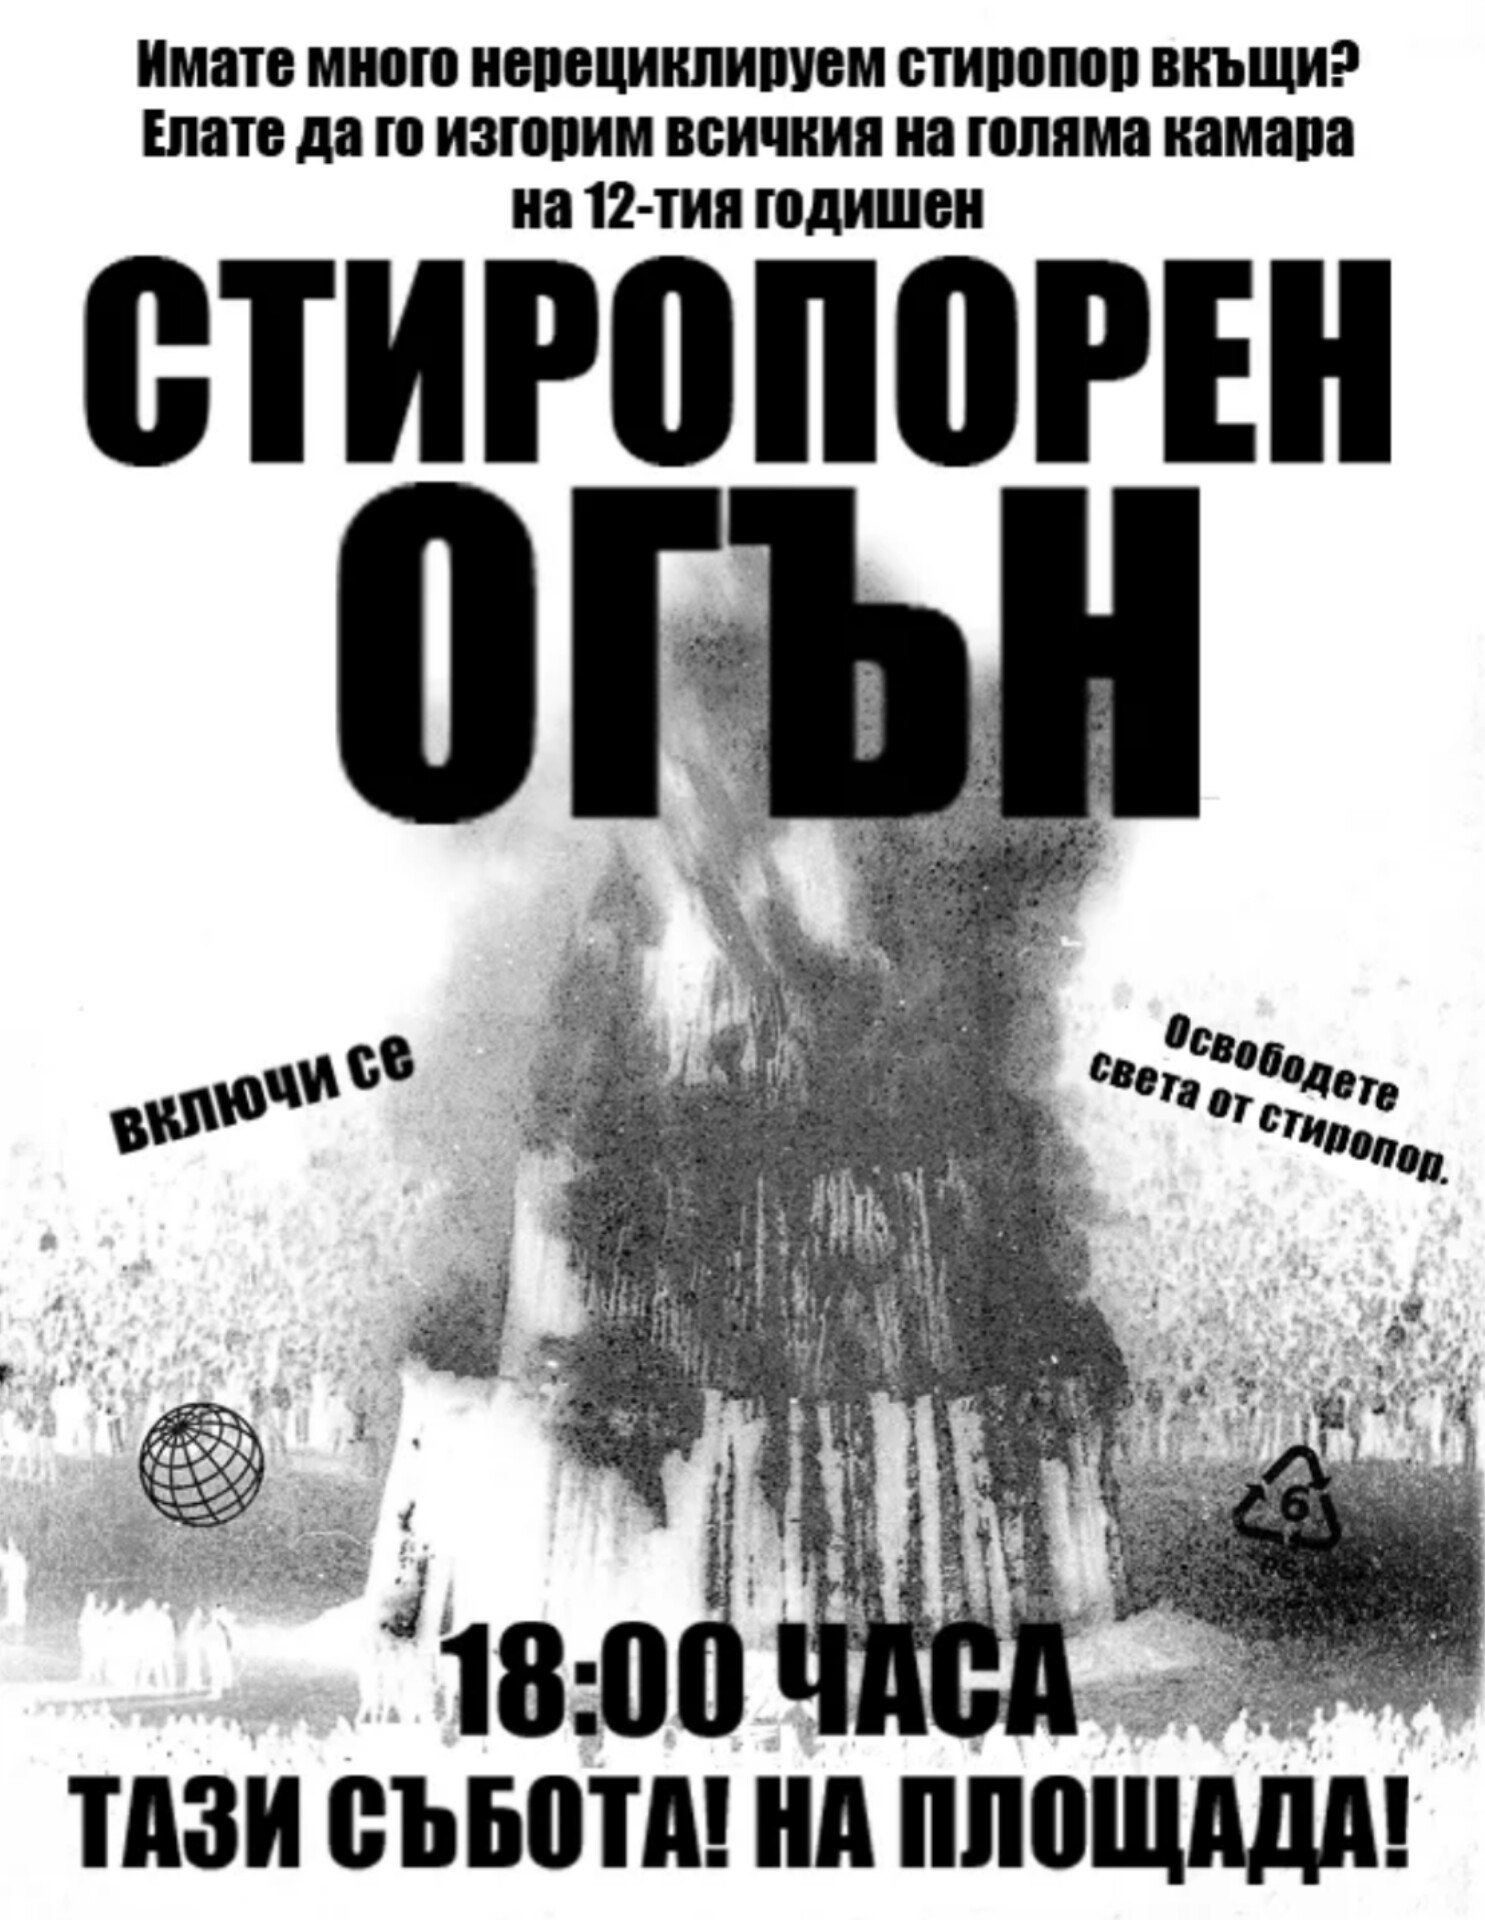 Имате много нерециклируем стиропор вкъщи?
Елате да го изгорим всичкия на голяма камара
на 12-тия годишен
СТИРОПОРЕН
ОГЪН
ВКЛЮЧИ СЕ
Освободете
света от стиропор.
6
PS
18:00 ЧАСА
ТАЗИ СЪБОТА! НА ПЛОЩАДА!